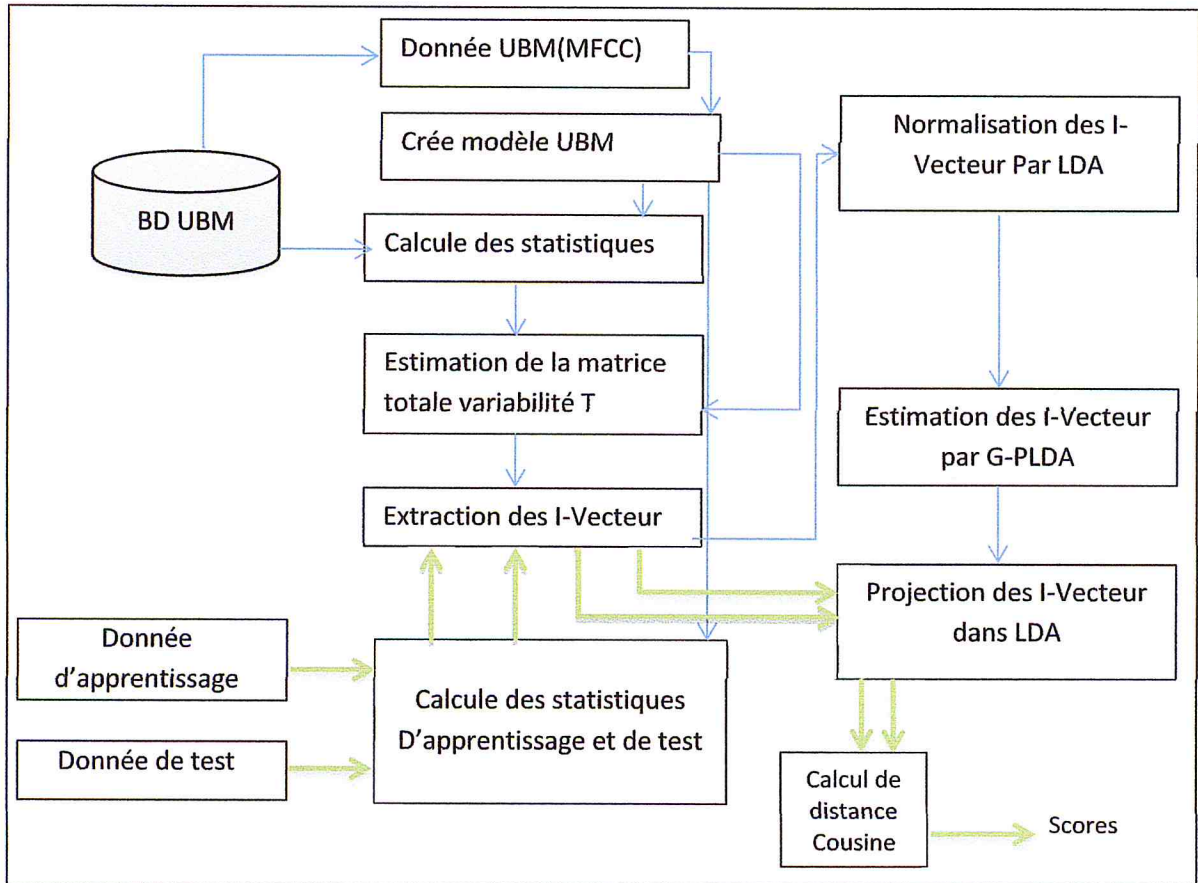 Donnée UBM(MFCC)
Crée modèle UBM
BD UBM
Calcule des statistiques
Estimation de la matrice
totale variabilité T
Extraction des I-Vecteur
Normalisation des I-
Vecteur Par LDA
Estimation des I-Vecteur
par G-PLDA
Projection des I-Vecteur
dans LDA
Donnée
d’apprentissage
Donnée de test
Calcule des statistiques
D’apprentissage et de test
Calcul de
distance
Cousine
Scores